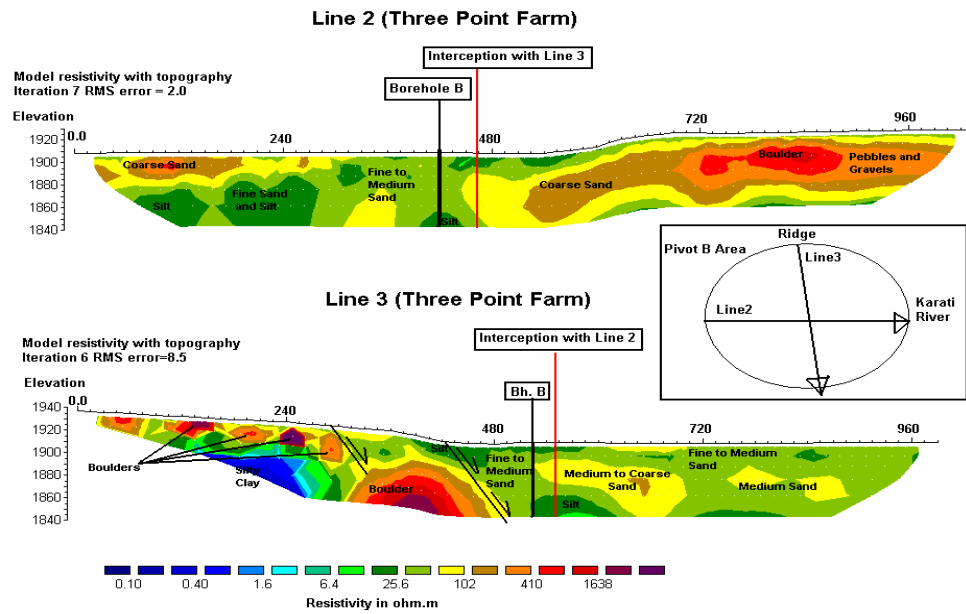 Line 2 (Three Point Farm)
Interception with Line 3
Model resistivity with topography
Iteration 7 RMS error = 2.0
Borehole B
Elevation
0.0 240 480 720 960
1920
1900
1880
1860
1840
Coarse Sand
Silt
Fine Sand
and Silt
Fine to
Medium
Sand
Silt
Coarse Sand
Boulder
Pebbles and
Gravels
Ridge
Pivot B Area
Line3
Line2
Karati
River
Line 3 (Three Point Farm)
Interception with Line 2
Model resistivity with topography
Iteration 6 RMS error=8.5
Bh. B
Elevation
0.0 240 480 720 960
1940
1920
1900
1880
1860
1840
Boulders
Silty
Clay
Boulder
Silt
Fine to
Medium
Sand
Silt
Medium to Coarse
Sand
Fine to Medium
Sand
Medium Sand
0.10 0.40 1.6 6.4 25.6 102 410 1638
Resistivity in ohm.m